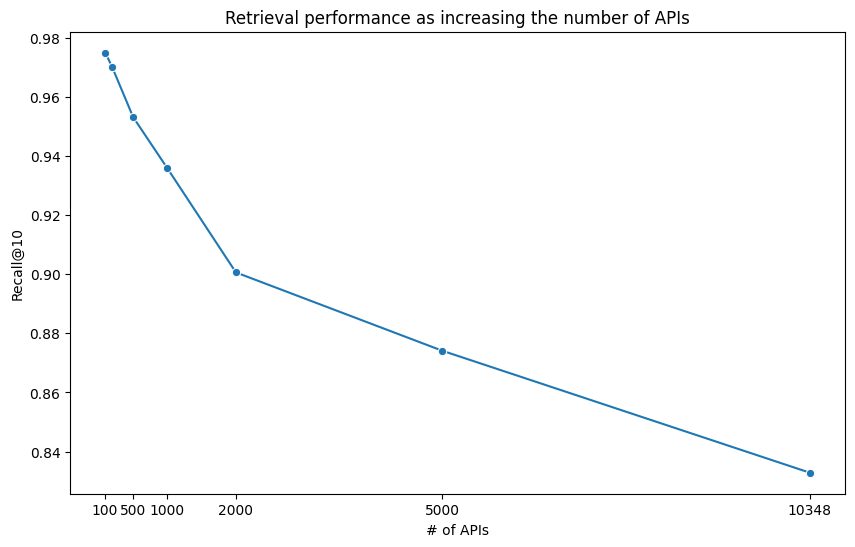 Retrieval performance as increasing the number of APIs
Recall@10
0.98
0.96
0.94
0.92
0.90
0.88
0.86
0.84
100 500 1000 2000 5000 10348
# of APIs